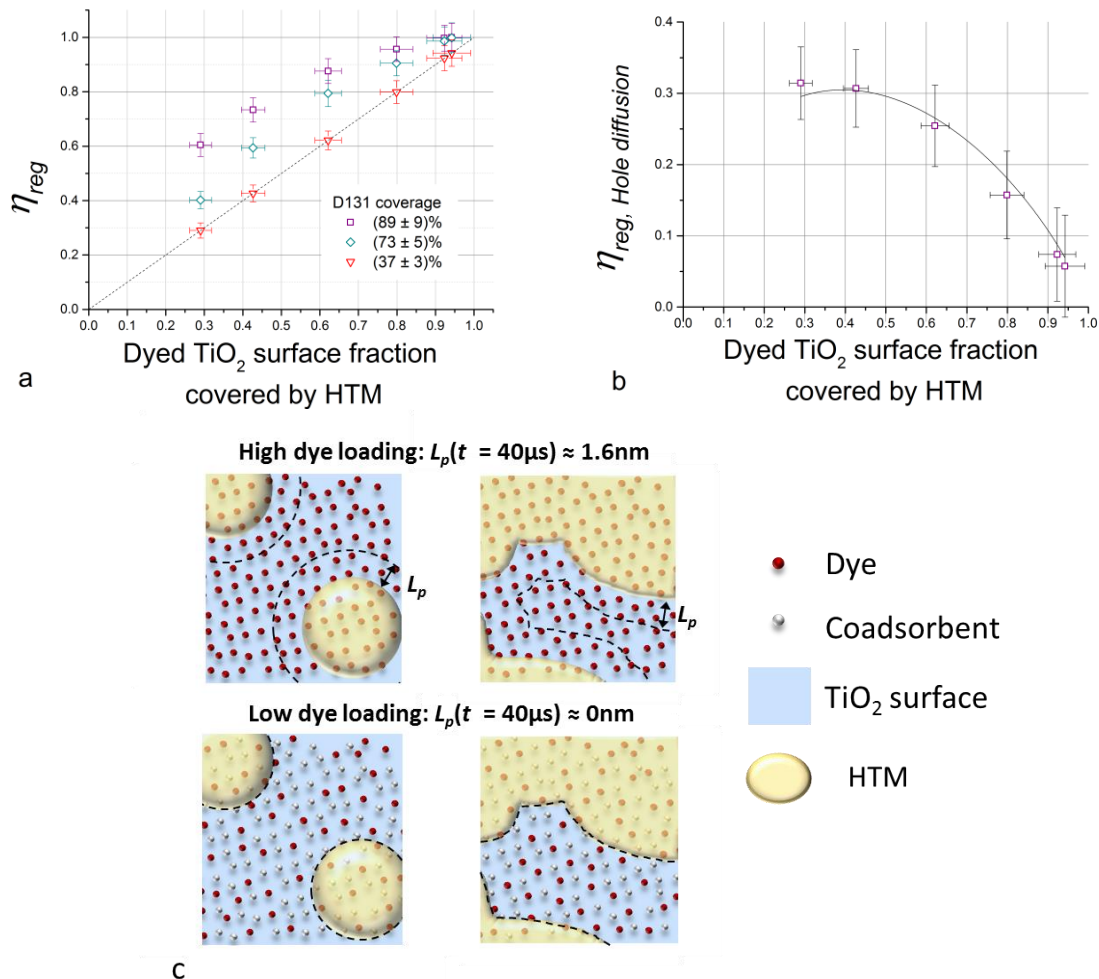 1.0
0.8
0.6
0.4
0.2
0.0
η_reg
D131 coverage
(89 ± 9)%
(73 ± 5)%
(37 ± 3)%
0.0 0.1 0.2 0.3 0.4 0.5 0.6 0.7 0.8 0.9 1.0
Dyed TiO₂ surface fraction
covered by HTM
a
0.4
0.3
0.2
0.1
0.0
η_reg, Hole diffusion
0.0 0.1 0.2 0.3 0.4 0.5 0.6 0.7 0.8 0.9 1.0
Dyed TiO₂ surface fraction
covered by HTM
b
High dye loading: Lₚ(t = 40µs) ≈ 1.6nm
Lₚ
Lₚ
Low dye loading: Lₚ(t = 40µs) ≈ 0nm
Dye
Coadsorbent
TiO₂ surface
HTM
c